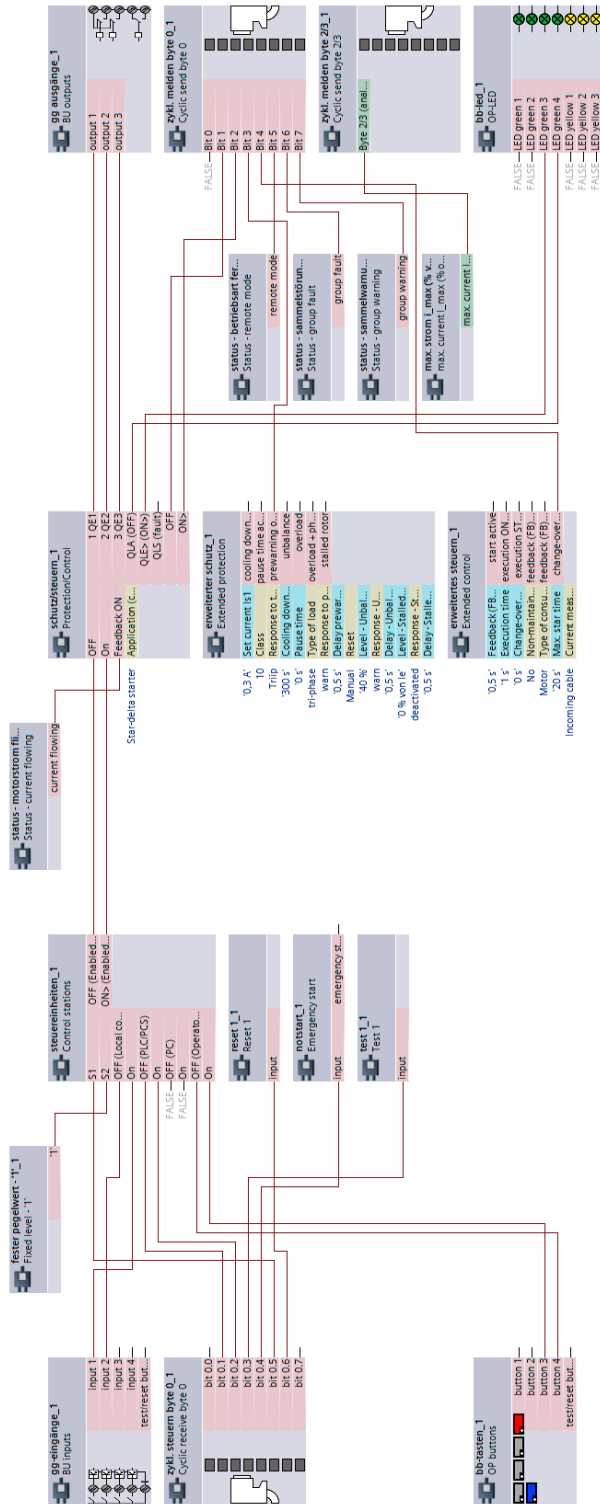 gg-eingänge_1
BU inputs
input 1
input 2
input 3
input 4
test/reset but...
zykl. steuern byte 0_1
Cyclic receive byte 0
bit 0.0
bit 0.1
bit 0.2
bit 0.3
bit 0.4
bit 0.5
bit 0.6
bit 0.7
bb-tasten_1
OP buttons
button 1
button 2
button 3
button 4
test/reset but...
fester pegelwert - '1'_1
Fixed level - '1'
'1'
steuereinheiten_1
Control stations
S1
OFF (Enabled...
S2
ON> (Enabled...
OFF (Local co...
On
OFF (PLC/PCS)
On
FALSE
OFF (PC)
FALSE
On
OFF (Operato...
On
reset 1_1
Reset 1
input
notstart_1
Emergency start
Input
emergency st...
test 1_1
Test 1
input
status - motorstrom fli...
Status - current flowing
current flowing
schutz/steuern_1
Protection/Control
OFF
1 QE1
On
2 QE2
Feedback ON
3 QE3
Star-delta starter
Application (c...
QLA (OFF)
QLE> (ON>)
QLS (fault)
OFF
ON>
erweiterter schutz_1
Extended protection
'0,3 A'
Set current Is1
cooling down...
10
Class
pause time ac...
Triip
Response to t...
prewarning o...
'300 s'
Cooling down...
unbalance
'0 s'
Pause time
overload
tri-phase
Type of load
overload + ph...
warn
Response to p...
stalled rotor
'0,5 s'
Delay prewar...
Manual
Reset
'40 %'
Level - Unbal...
warn
Response - U...
'0,5 s'
Delay - Unbal...
'0 % von Ie'
Level - Stalled...
deactivated
Response - St...
'0,5 s'
Delay - Stalle...
erweitertes steuern_1
Extended control
'0,5 s'
Feedback (FB...
start active
'1 s'
Execution time
execution ON...
'0 s'
Change-over...
execution ST...
No
Non-maintain...
feedback (FB)...
Motor
Type of consu...
feedback (FB)...
'20 s'
Max. start time
change-over...
Incoming cable
Current meas...
status - betriebsart fer...
Status - remote mode
remote mode
status - sammelstörun...
Status - group fault
group fault
status - sammelwarnu...
Status - group warning
group warning
max. strom i_max (% v...
max. current I_max (% o...
max. current I...
gg ausgänge_1
BU outputs
output 1
output 2
output 3
zykl. melden byte 0_1
Cyclic send byte 0
FALSE
Bit 0
Bit 1
Bit 2
Bit 3
Bit 4
Bit 5
Bit 6
Bit 7
zykl. melden byte 2/3_1
Cyclic send byte 2/3
Byte 2/3 (anal...
bb-led_1
OP-LED
FALSE
LED green 1
FALSE
LED green 2
LED green 3
LED green 4
FALSE
LED yellow 1
FALSE
LED yellow 2
FALSE
LED yellow 3